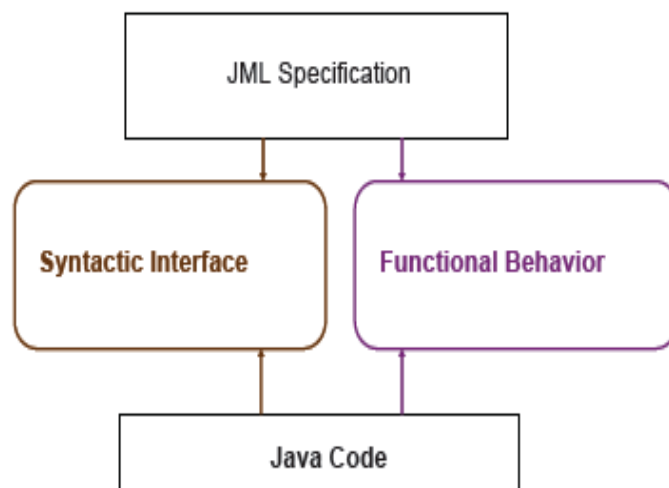 JML Specification
Syntactic Interface
Functional Behavior
Java Code